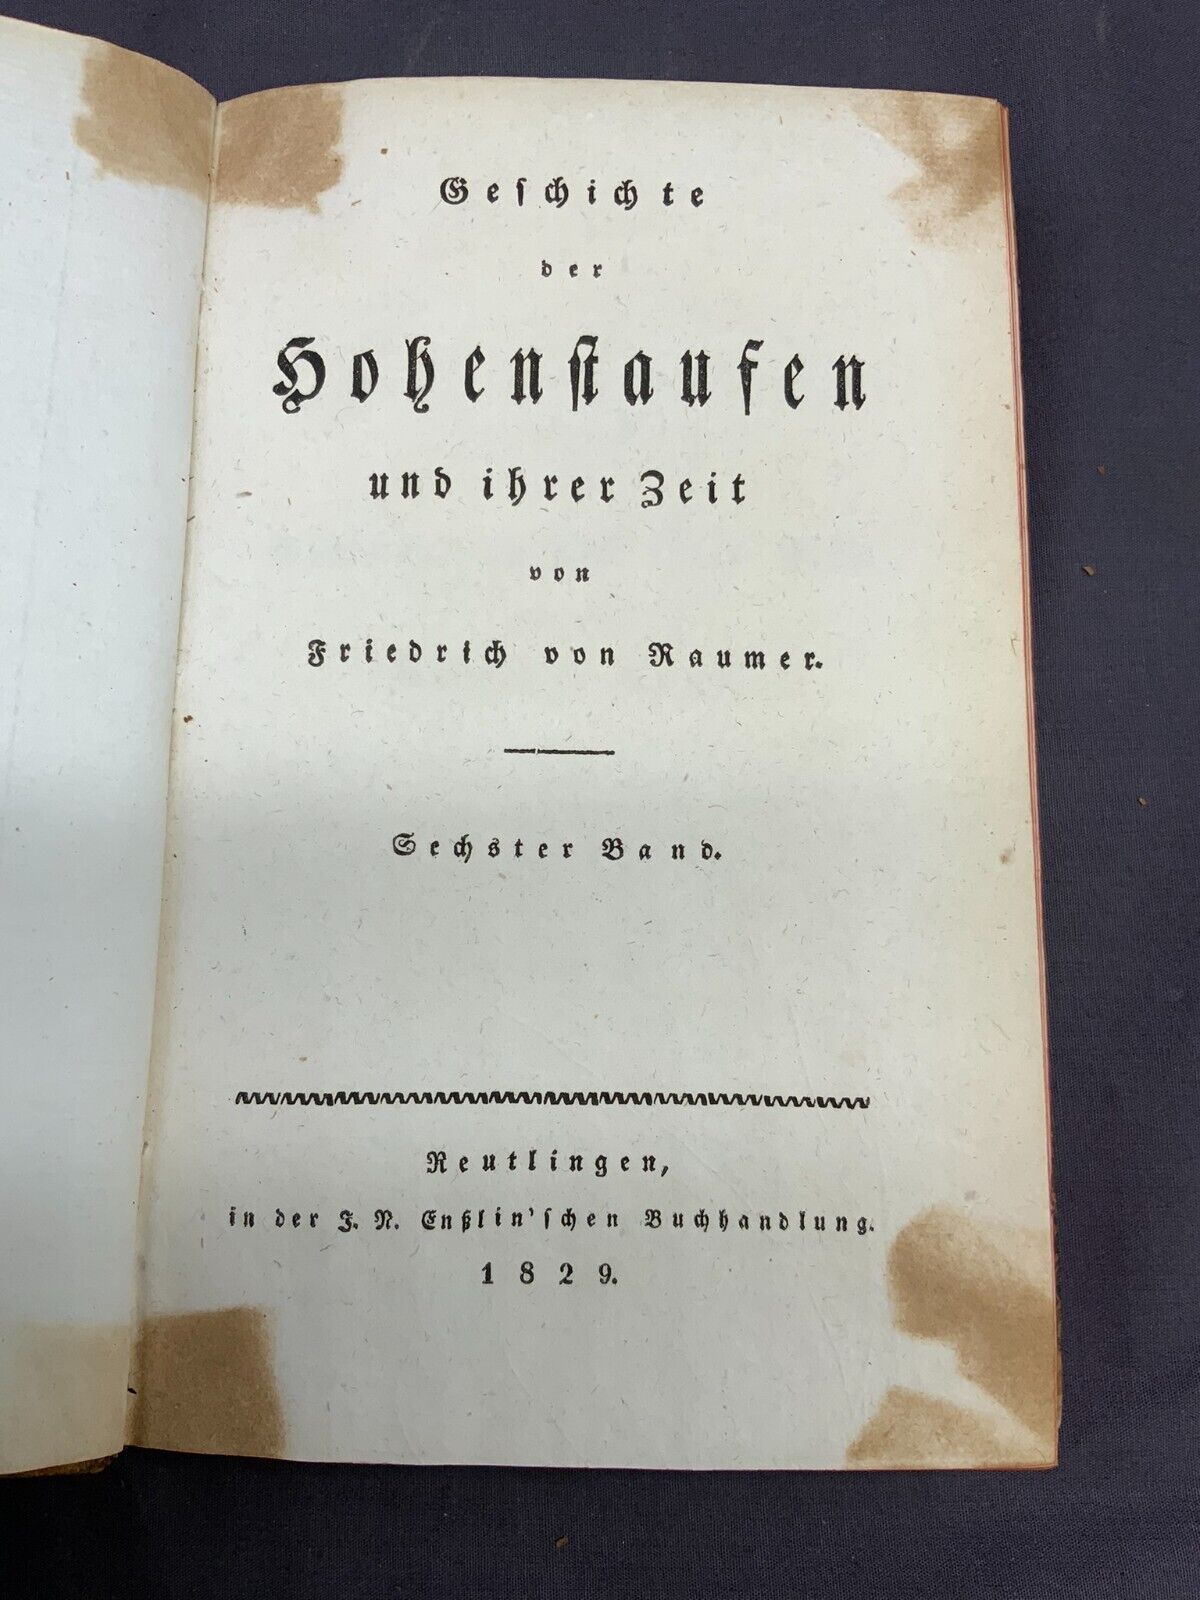 Geſchichte
der
Hohenſtaufen
und ihrer Zeit
von
Friedrich von Raumer.
Sechster Band.
Reutlingen,
in der J. N. Enßlin'ſchen Buchhandlung.
1829.